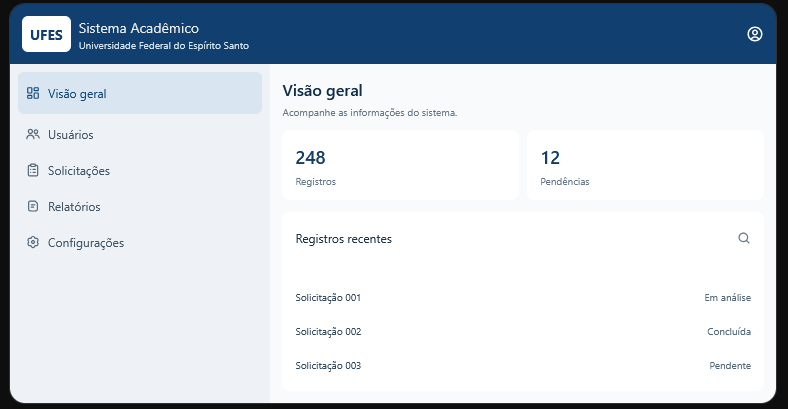 UFES
Sistema Acadêmico
Universidade Federal do Espírito Santo
Visão geral
Usuários
Solicitações
Relatórios
Configurações
Visão geral
Acompanhe as informações do sistema.
248
Registros
12
Pendências
Registros recentes
Solicitação 001 Em análise
Solicitação 002 Concluída
Solicitação 003 Pendente